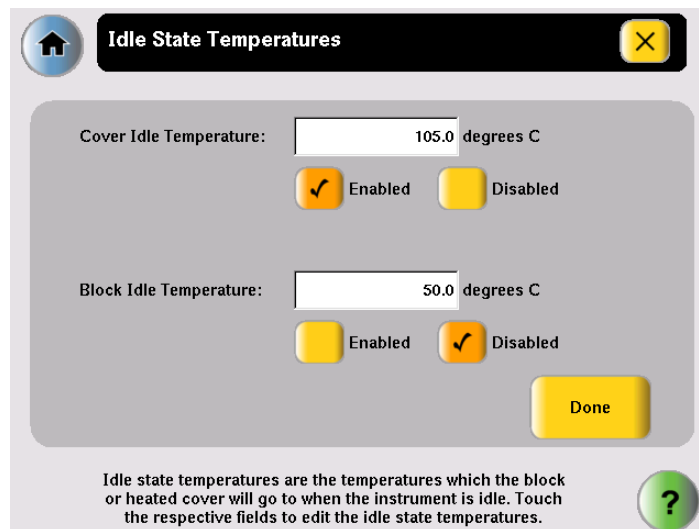 Idle State Temperatures
Cover Idle Temperature: 105.0 degrees C
Enabled Disabled
Block Idle Temperature: 50.0 degrees C
Enabled Disabled
Done
Idle state temperatures are the temperatures which the block
or heated cover will go to when the instrument is idle. Touch
the respective fields to edit the idle state temperatures.
?